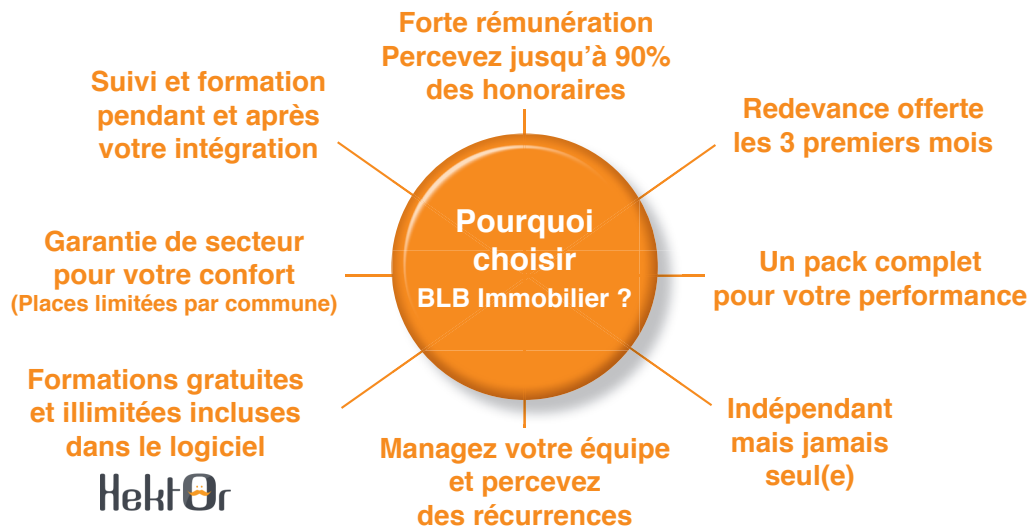 Forte rémunération
Percevez jusqu'à 90%
des honoraires
Redevance offerte
les 3 premiers mois
Un pack complet
pour votre performance
Indépendant
mais jamais
seul(e)
Managez votre équipe
et percevez
des récurrences
Formations gratuites
et illimitées incluses
dans le logiciel
HektOr
Garantie de secteur
pour votre confort
(Places limitées par commune)
Suivi et formation
pendant et après
votre intégration
Pourquoi
choisir
BLB Immobilier ?